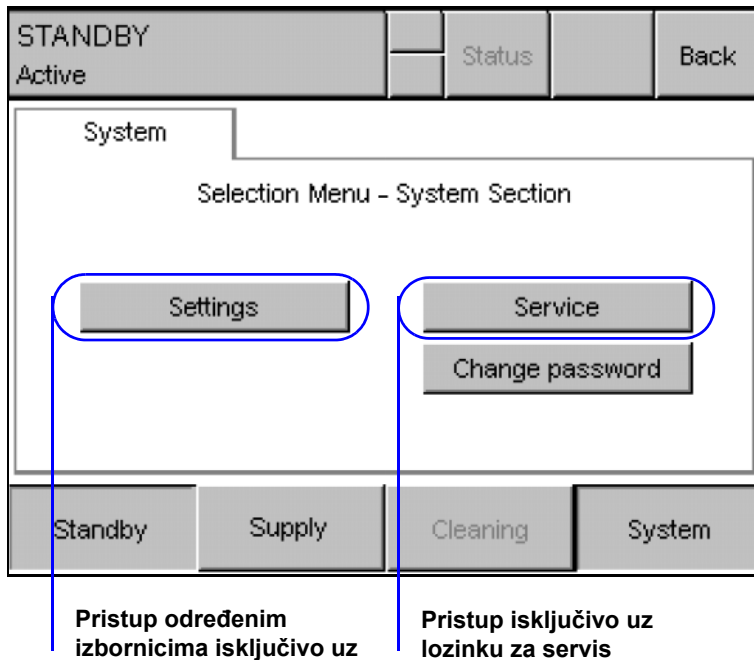 STANDBY
Active
Status
Back
System
Selection Menu - System Section
Settings
Service
Change password
Standby
Supply
Cleaning
System
Pristup određenim
izbornicima isključivo uz
Pristup isključivo uz
lozinku za servis